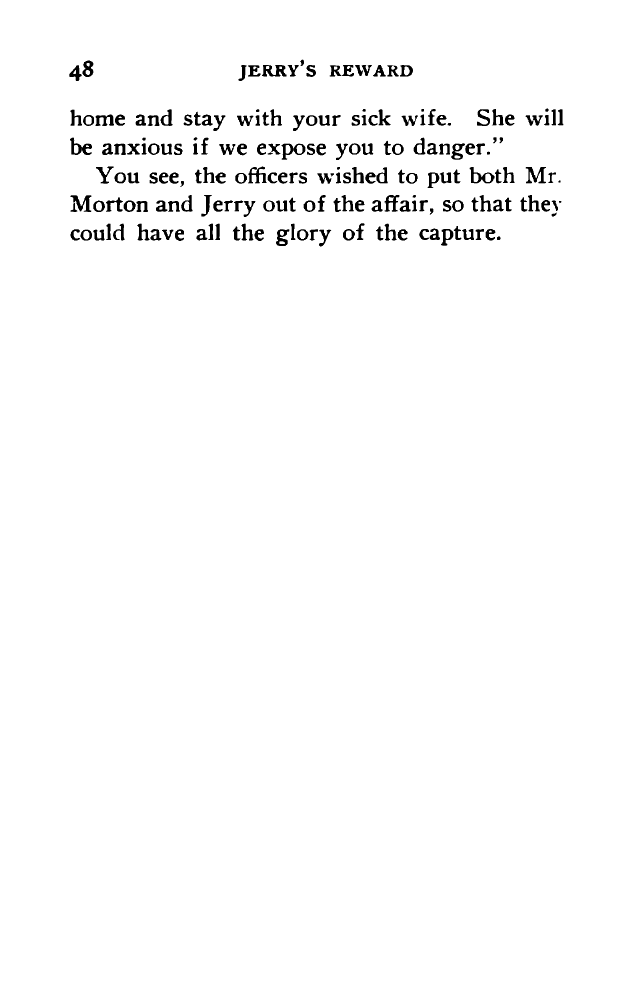 48 JERRY'S REWARD
home and stay with your sick wife. She will
be anxious if we expose you to danger."
You see, the officers wished to put both Mr.
Morton and Jerry out of the affair, so that they
could have all the glory of the capture.